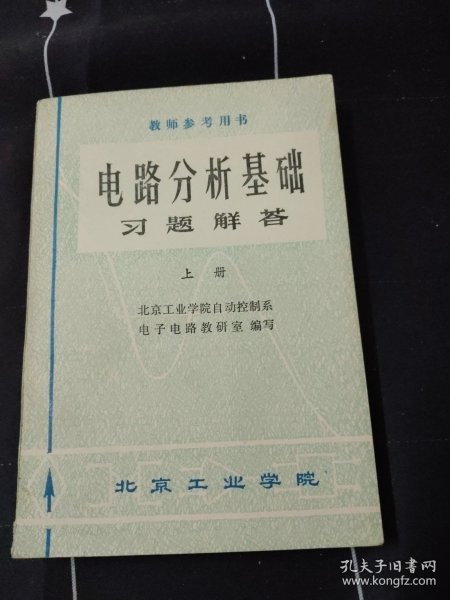 教师参考用书
电路分析基础
习题解答
上册
北京工业学院自动控制系
电子电路教研室 编写
北京工业学院
孔夫子旧书网
www.kongfz.com